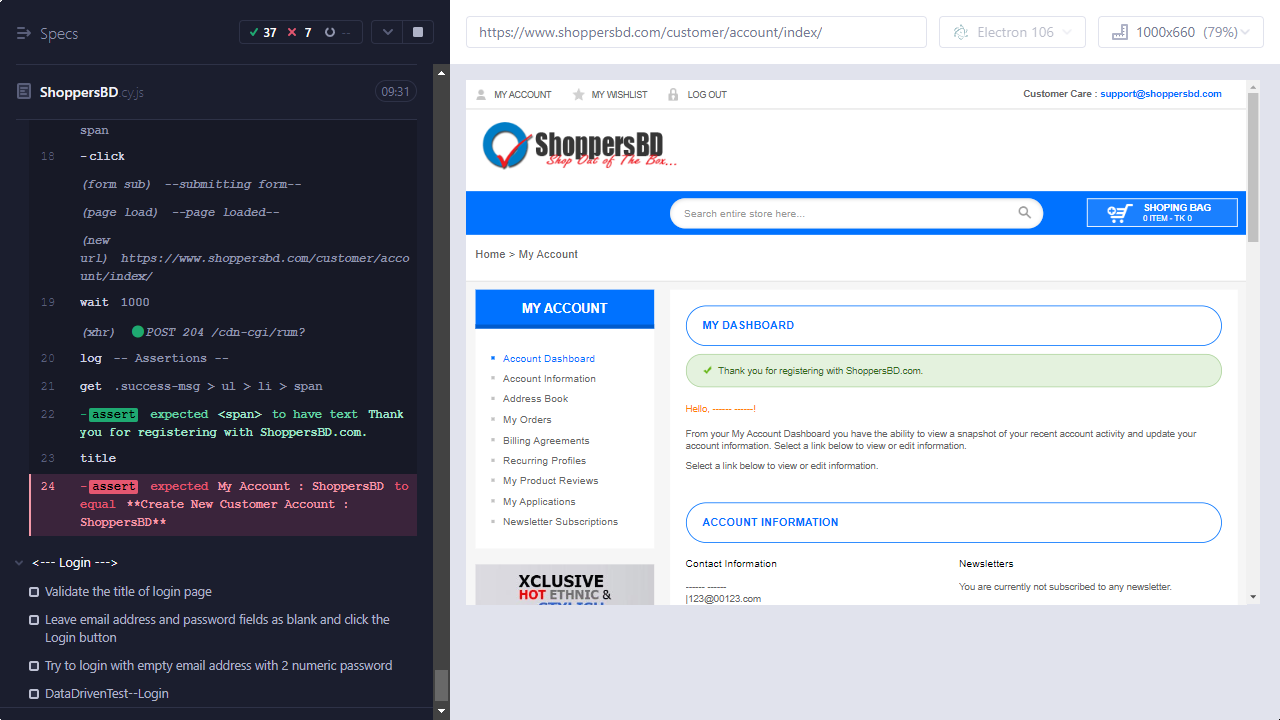 Specs
37 7 --
ShoppersBD.cy.js
09:31
span
18 -click
(form sub) --submitting form--
(page load) --page loaded--
(new
url) https://www.shoppersbd.com/customer/acco
unt/index/
19 wait 1000
(xhr) POST 204 /cdn-cgi/rum?
20 log -- Assertions --
21 get .success-msg > ul > li > span
22 -assert expected <span> to have text Thank
you for registering with ShoppersBD.com.
23 title
24 -assert expected My Account : ShoppersBD to
equal **Create New Customer Account :
ShoppersBD**
<--- Login --->
Validate the title of login page
Leave email address and password fields as blank and click the
Login button
Try to login with empty email address with 2 numeric password
DataDrivenTest--Login
https://www.shoppersbd.com/customer/account/index/
Electron 106
1000x660 (79%)
MY ACCOUNT MY WISHLIST LOG OUT
Customer Care : support@shoppersbd.com
ShoppersBD
Shop Out of The Box...
Search entire store here...
SHOPING BAG
0 ITEM - TK 0
Home > My Account
MY ACCOUNT
Account Dashboard
Account Information
Address Book
My Orders
Billing Agreements
Recurring Profiles
My Product Reviews
My Applications
Newsletter Subscriptions
XCLUSIVE
HOT ETHNIC &
STYLISH
MY DASHBOARD
Thank you for registering with ShoppersBD.com.
Hello, ------ ------!
From your My Account Dashboard you have the ability to view a snapshot of your recent account activity and update your
account information. Select a link below to view or edit information.
Select a link below to view or edit information.
ACCOUNT INFORMATION
Contact Information
------ ------
|123@00123.com
Newsletters
You are currently not subscribed to any newsletter.